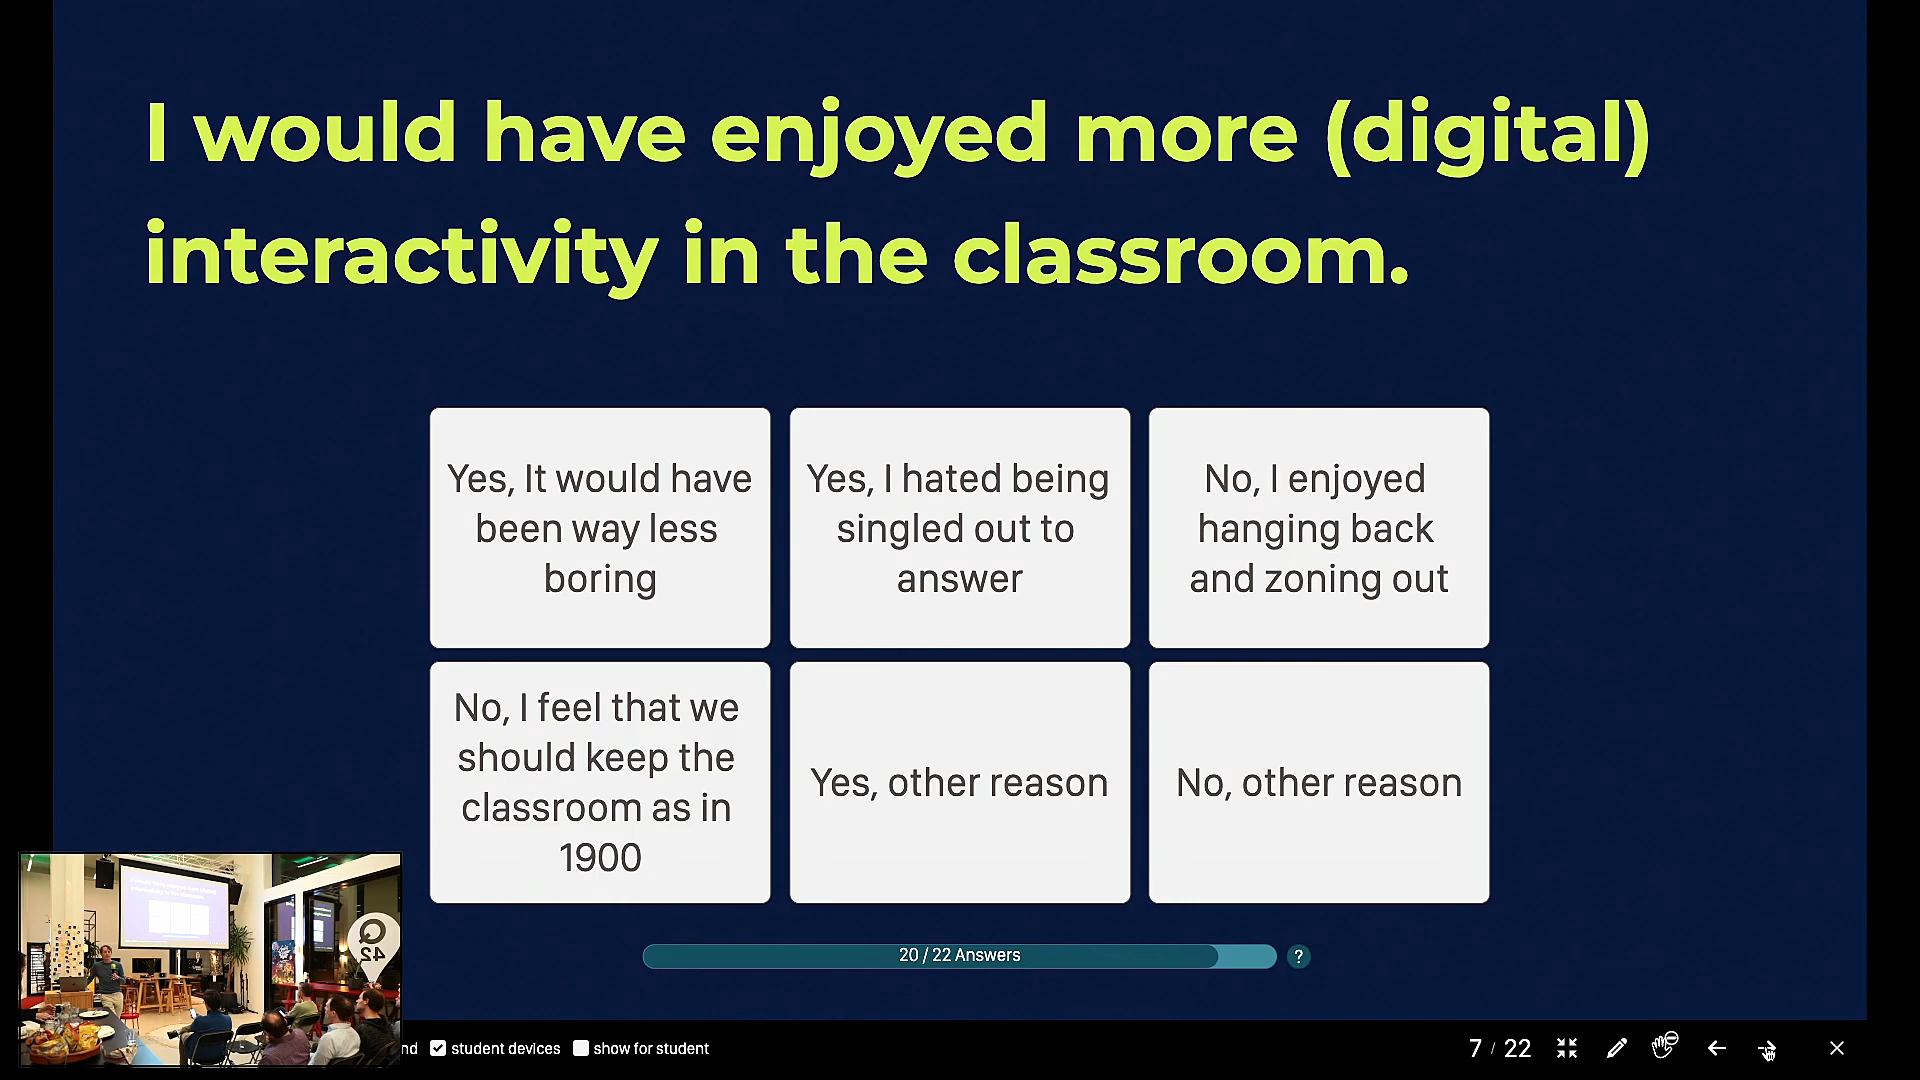 I would have enjoyed more (digital)
interactivity in the classroom.
Yes, It would have
been way less
boring
Yes, I hated being
singled out to
answer
No, I enjoyed
hanging back
and zoning out
No, I feel that we
should keep the
classroom as in
1900
Yes, other reason
No, other reason
20 / 22 Answers
?
Q
42
nd
student devices
show for student
7 / 22